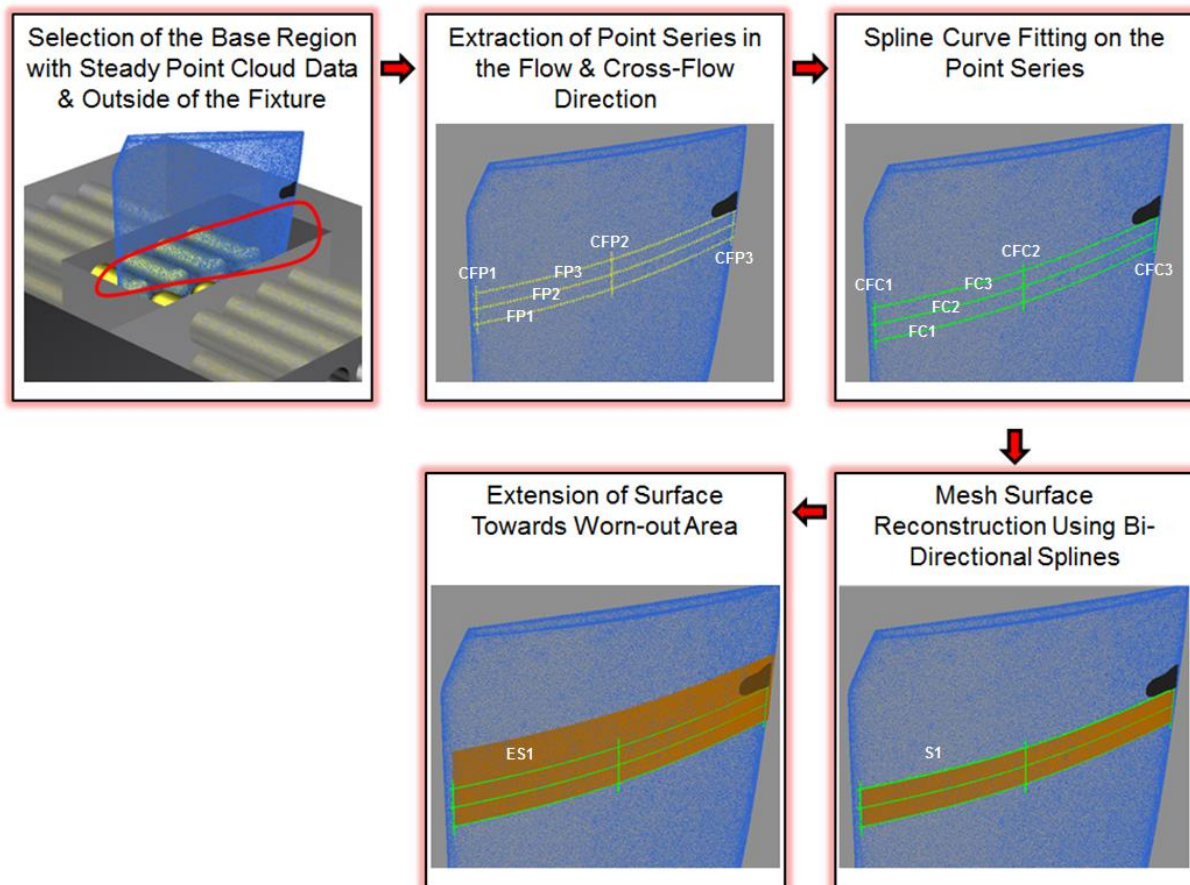 Selection of the Base Region
with Steady Point Cloud Data
& Outside of the Fixture
Extraction of Point Series in
the Flow & Cross-Flow
Direction
CFP2
CFP1
FP3
CFP3
FP2
FP1
Spline Curve Fitting on the
Point Series
CFC2
CFC1
FC3
CFC3
FC2
FC1
Mesh Surface
Reconstruction Using Bi-
Directional Splines
S1
Extension of Surface
Towards Worn-out Area
ES1